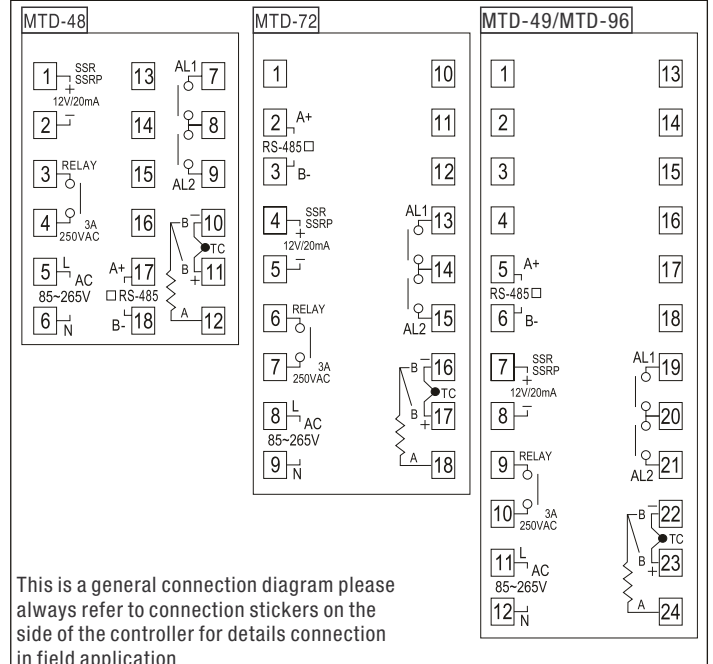 MTD-48
1 SSR 13 AL1 7
SSRP
+
12V/20mA
2 - 14 8
3 RELAY 15 9
AL2
4 3A 16 B - 10
250VAC
TC
5 L AC A+ 17 B + 11
85~265V RS-485
6 N B- 18 A 12
MTD-72
1 10
2 A+ 11
RS-485
3 B- 12
4 SSR AL1 13
SSRP
+
12V/20mA
5 - 14
6 RELAY 15
AL2
7 3A B - 16
250VAC
TC
8 L AC B + 17
85~265V
9 N A 18
MTD-49/MTD-96
1 13
2 14
3 15
4 16
5 A+ 17
RS-485
6 B- 18
7 SSR AL1 19
SSRP
+
12V/20mA
8 - 20
9 RELAY 21
AL2
10 3A B - 22
250VAC
TC
11 L AC B + 23
85~265V
12 N A 24
This is a general connection diagram please
always refer to connection stickers on the
side of the controller for details connection
in field application